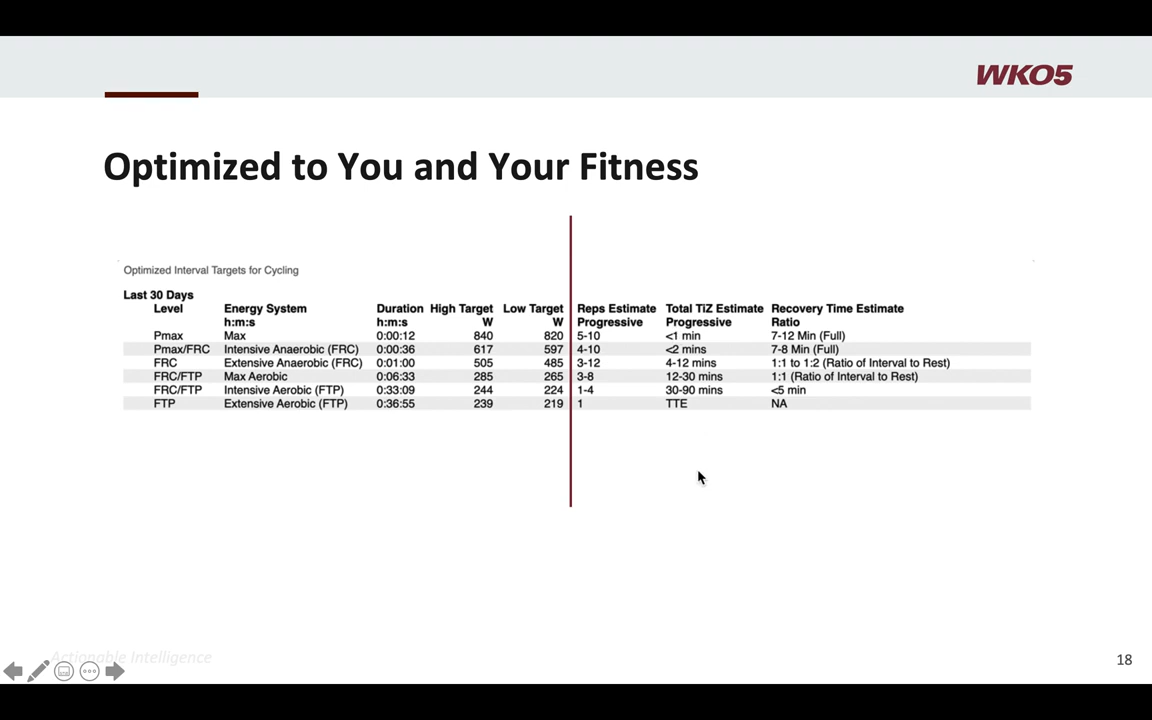 WKO5
Optimized to You and Your Fitness
Optimized Interval Targets for Cycling
Last 30 Days
Level Energy System Duration High Target Low Target Reps Estimate Total TiZ Estimate Recovery Time Estimate
h:m:s h:m:s W W Progressive Progressive Ratio
Pmax Max 0:00:12 840 820 5-10 <1 min 7-12 Min (Full)
Pmax/FRC Intensive Anaerobic (FRC) 0:00:36 617 597 4-10 <2 mins 7-8 Min (Full)
FRC Extensive Anaerobic (FRC) 0:01:00 505 485 3-12 4-12 mins 1:1 to 1:2 (Ratio of Interval to Rest)
FRC/FTP Max Aerobic 0:06:33 285 265 3-8 12-30 mins 1:1 (Ratio of Interval to Rest)
FRC/FTP Intensive Aerobic (FTP) 0:33:09 244 224 1-4 30-90 mins <5 min
FTP Extensive Aerobic (FTP) 0:36:55 239 219 1 TTE NA
Actionable Intelligence
18